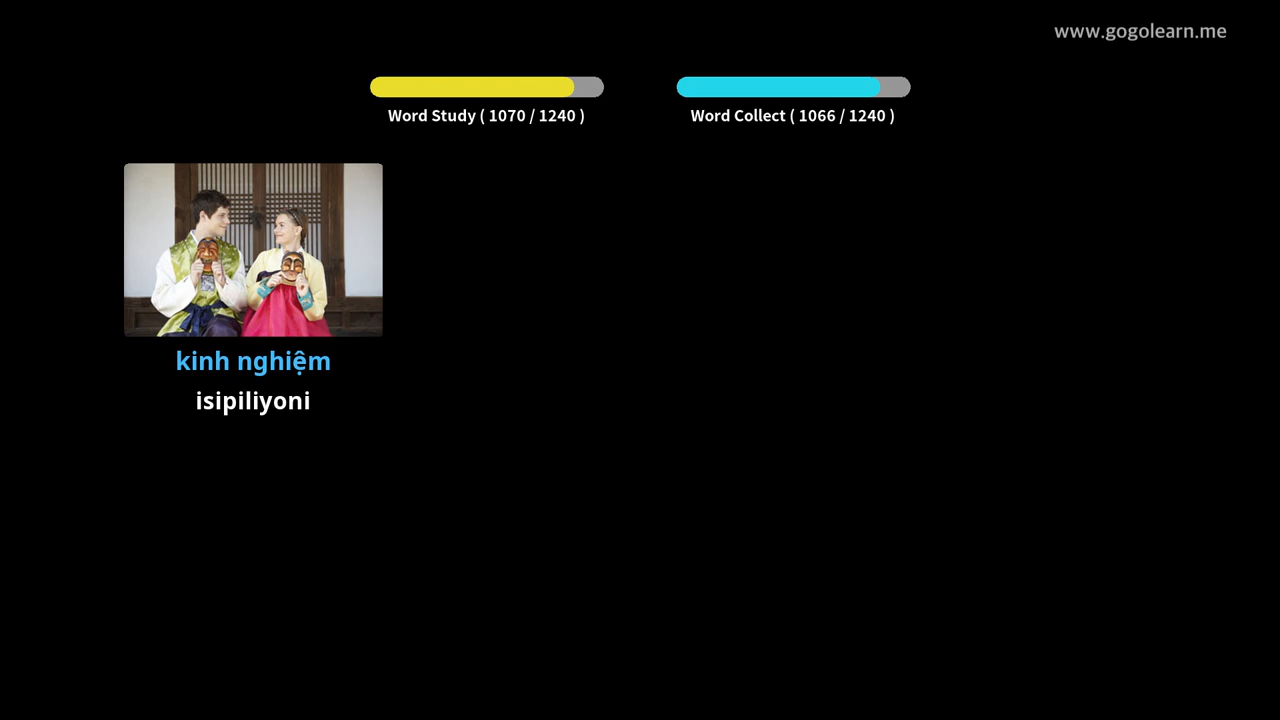 www.gogolearn.me
Word Study ( 1070 / 1240 )
Word Collect ( 1066 / 1240 )
kinh nghiệm
isipiliyoni